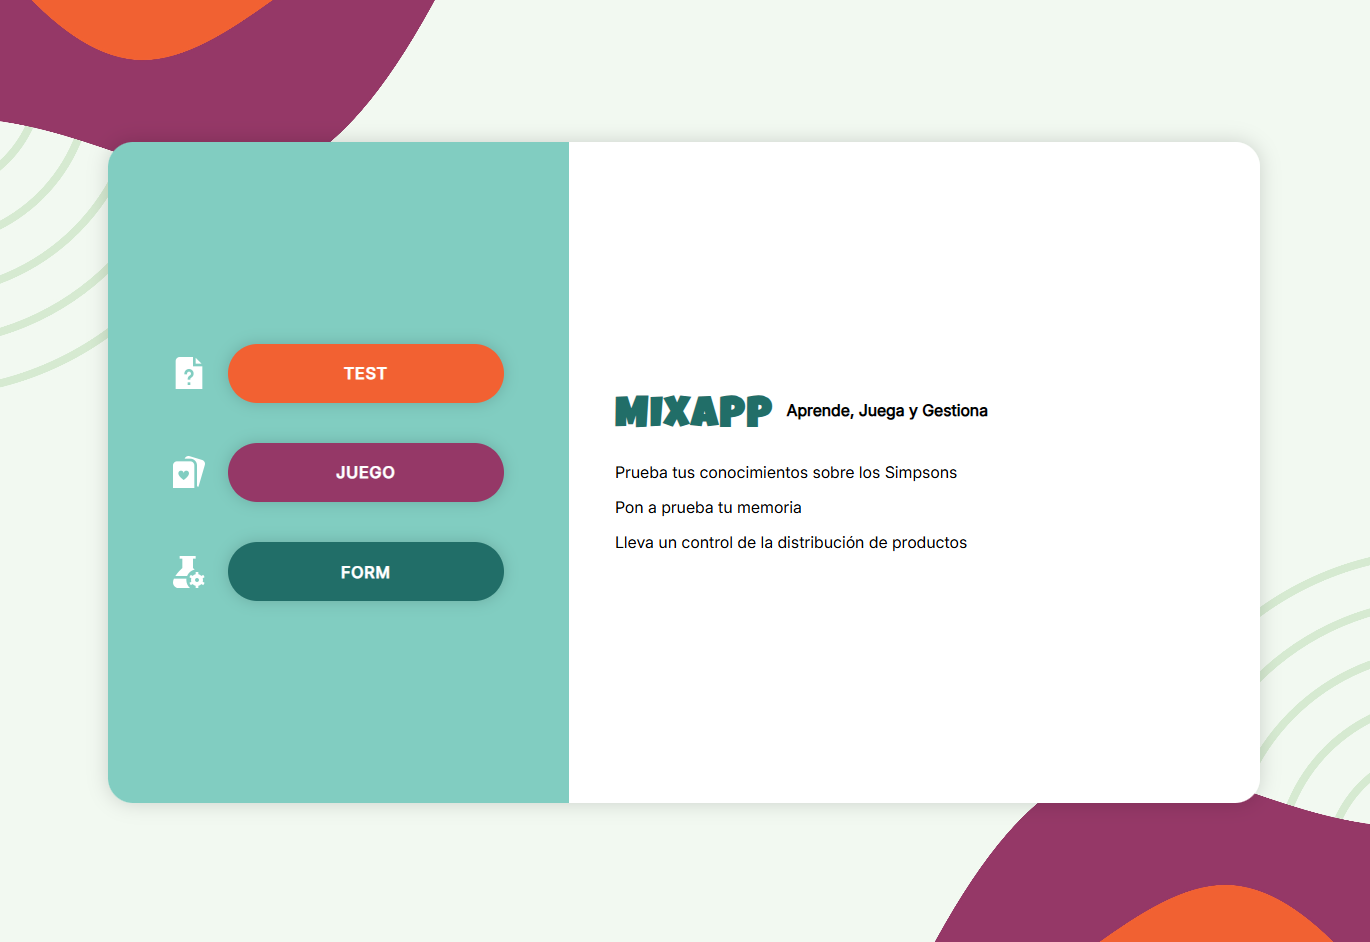 TEST
JUEGO
FORM
MIXAPP Aprende, Juega y Gestiona
Prueba tus conocimientos sobre los Simpsons
Pon a prueba tu memoria
Lleva un control de la distribución de productos